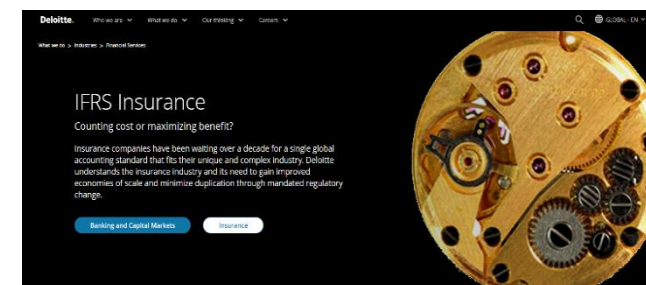 Deloitte. Who we are What we do Our thinking Careers GLOBAL - EN
What we do > Industries > Financial Services
IFRS Insurance
Counting cost or maximizing benefit?
Insurance companies have been waiting over a decade for a single global
accounting standard that fits their unique and complex industry. Deloitte
understands the insurance industry and its need to gain improved
economies of scale and minimize duplication through mandated regulatory
change.
Banking and Capital Markets Insurance